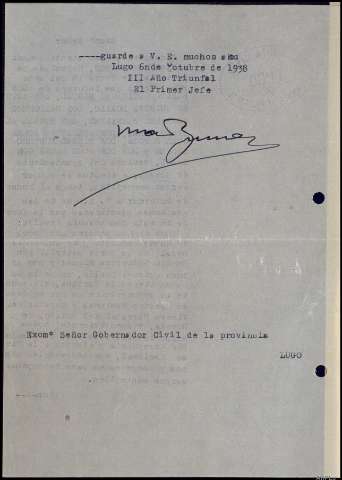 ----guarde a V. E. muchos año
Lugo 6 de Octubre de 1938
III Año Triunfal
El Primer Jefe
Excmº Señor Gobernador Civil de la provincia
LUGO